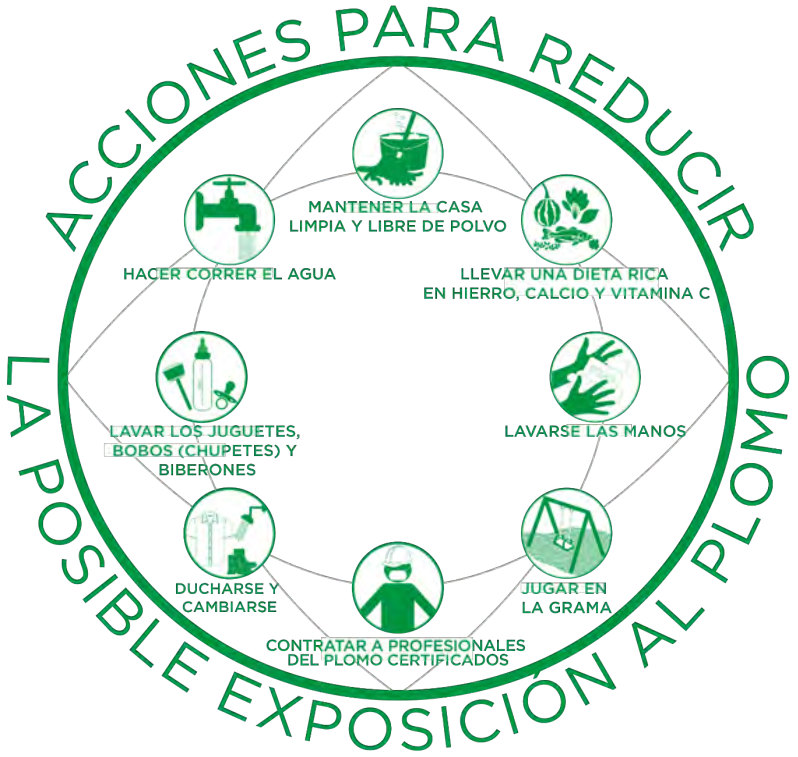 ACCIONES PARA REDUCIR
LA POSIBLE EXPOSICIÓN AL PLOMO
MANTENER LA CASA
LIMPIA Y LIBRE DE POLVO
LLEVAR UNA DIETA RICA
EN HIERRO, CALCIO Y VITAMINA C
LAVARSE LAS MANOS
JUGAR EN
LA GRAMA
CONTRATAR A PROFESIONALES
DEL PLOMO CERTIFICADOS
DUCHARSE Y
CAMBIARSE
LAVAR LOS JUGUETES,
BOBOS (CHUPETES) Y
BIBERONES
HACER CORRER EL AGUA